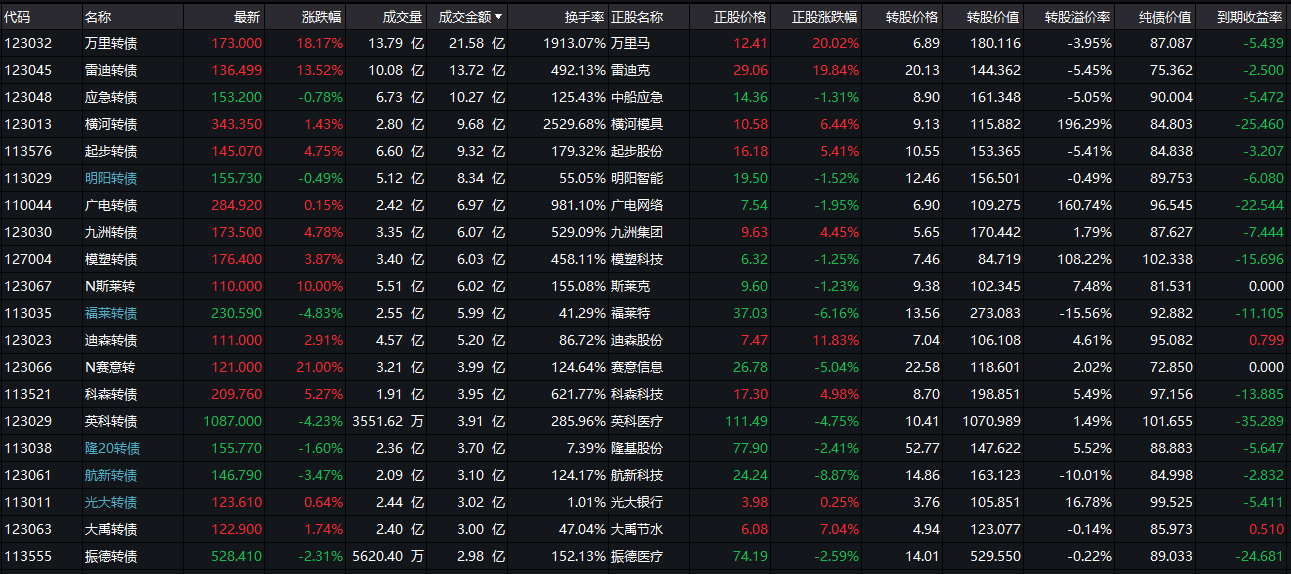 代码 名称 最新 涨跌幅 成交量 成交金额 换手率 正股名称 正股价格 正股涨跌幅 转股价格 转股价值 转股溢价率 纯债价值 到期收益率
123032 万里转债 173.000 18.17% 13.79 亿 21.58 亿 1913.07% 万里马 12.41 20.02% 6.89 180.116 -3.95% 87.087 -5.439
123045 雷迪转债 136.499 13.52% 10.08 亿 13.72 亿 492.13% 雷迪克 29.06 19.84% 20.13 144.362 -5.45% 75.362 -2.500
123048 应急转债 153.200 -0.78% 6.73 亿 10.27 亿 125.43% 中船应急 14.36 -1.31% 8.90 161.348 -5.05% 90.004 -5.472
123013 横河转债 343.350 1.43% 2.80 亿 9.68 亿 2529.68% 横河模具 10.58 6.44% 9.13 115.882 196.29% 84.803 -25.460
113576 起步转债 145.070 4.75% 6.60 亿 9.32 亿 179.32% 起步股份 16.18 5.41% 10.55 153.365 -5.41% 84.838 -3.207
113029 明阳转债 155.730 -0.49% 5.12 亿 8.34 亿 55.05% 明阳智能 19.50 -1.52% 12.46 156.501 -0.49% 89.753 -6.080
110044 广电转债 284.920 0.15% 2.42 亿 6.97 亿 981.10% 广电网络 7.54 -1.95% 6.90 109.275 160.74% 96.545 -22.544
123030 九洲转债 173.500 4.78% 3.35 亿 6.07 亿 529.09% 九洲集团 9.63 4.45% 5.65 170.442 1.79% 87.627 -7.444
127004 模塑转债 176.400 3.87% 3.40 亿 6.03 亿 458.11% 模塑科技 6.32 -1.25% 7.46 84.719 108.22% 102.338 -15.696
123067 N斯莱转 110.000 10.00% 5.51 亿 6.02 亿 155.08% 斯莱克 9.60 -1.23% 9.38 102.345 7.48% 81.531 0.000
113035 福莱转债 230.590 -4.83% 2.55 亿 5.99 亿 41.29% 福莱特 37.03 -6.16% 13.56 273.083 -15.56% 92.882 -11.105
123023 迪森转债 111.000 2.91% 4.57 亿 5.20 亿 86.72% 迪森股份 7.47 11.83% 7.04 106.108 4.61% 95.082 0.799
123066 N赛意转 121.000 21.00% 3.21 亿 3.99 亿 124.64% 赛意信息 26.78 -5.04% 22.58 118.601 2.02% 72.850 0.000
113521 科森转债 209.760 5.27% 1.91 亿 3.95 亿 621.77% 科森科技 17.30 4.98% 8.70 198.851 5.49% 97.156 -13.885
123029 英科转债 1087.000 -4.23% 3551.62 万 3.91 亿 285.96% 英科医疗 111.49 -4.75% 10.41 1070.989 1.49% 101.655 -35.289
113038 隆20转债 155.770 -1.60% 2.36 亿 3.70 亿 7.39% 隆基股份 77.90 -2.41% 52.77 147.622 5.52% 88.883 -5.647
123061 航新转债 146.790 -3.47% 2.09 亿 3.10 亿 124.17% 航新科技 24.24 -8.87% 14.86 163.123 -10.01% 84.998 -2.832
113011 光大转债 123.610 0.64% 2.44 亿 3.02 亿 1.01% 光大银行 3.98 0.25% 3.76 105.851 16.78% 99.525 -5.411
123063 大禹转债 122.900 1.74% 2.40 亿 3.00 亿 47.04% 大禹节水 6.08 7.04% 4.94 123.077 -0.14% 85.973 0.510
113555 振德转债 528.410 -2.31% 5620.40 万 2.98 亿 152.13% 振德医疗 74.19 -2.59% 14.01 529.550 -0.22% 89.033 -24.681